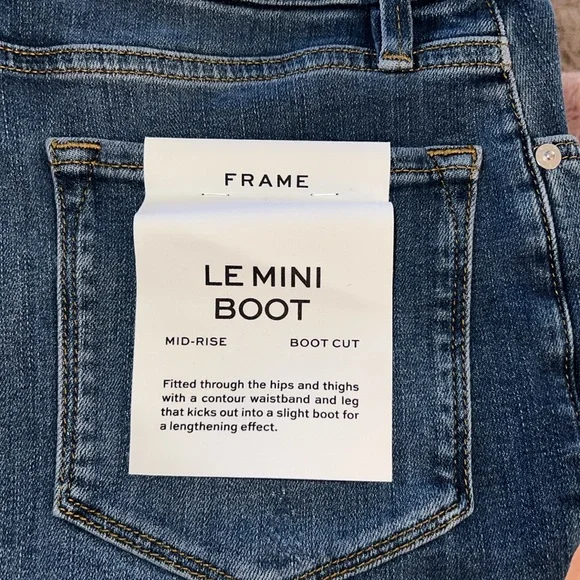 FRAME
LE MINI
BOOT
MID-RISE BOOT CUT
Fitted through the hips and thighs
with a contour waistband and leg
that kicks out into a slight boot for
a lengthening effect.